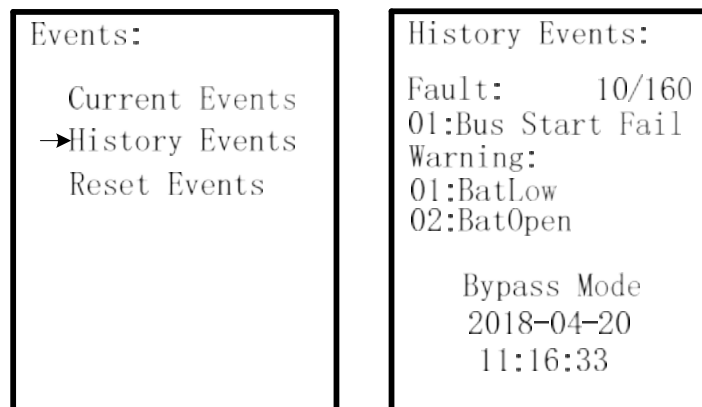 Events:
Current Events
→History Events
Reset Events
History Events:
Fault: 10/160
01:Bus Start Fail
Warning:
01:BatLow
02:BatOpen
Bypass Mode
2018-04-20
11:16:33